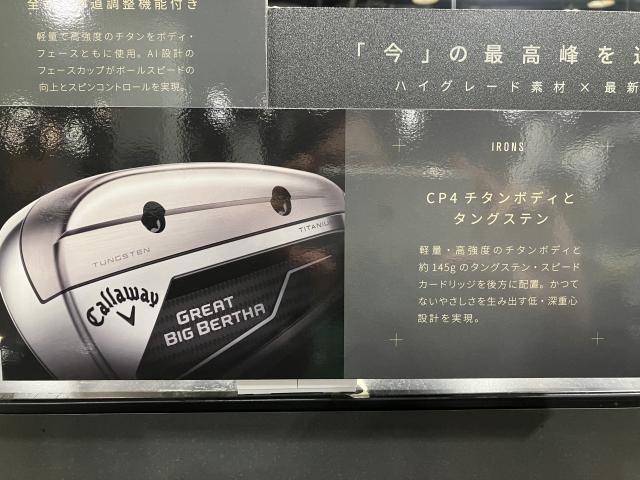 軽量で高強度のチタンをボディ・
フェースともに使用。AI設計の
フェースカップがボールスピードの
向上とスピンコントロールを実現。
「今」の最高峰を
ハイグレード素材×最新
TUNGSTEN
TITANIU
Callaway
GREAT
BIG BERTHA
IRONS
CP4 チタンボディと
タングステン
軽量・高強度のチタンボディと
約145gのタングステン・スピード
カードリッジを後方に配置。かつて
ないやさしさを生み出す低・深重心
設計を実現。